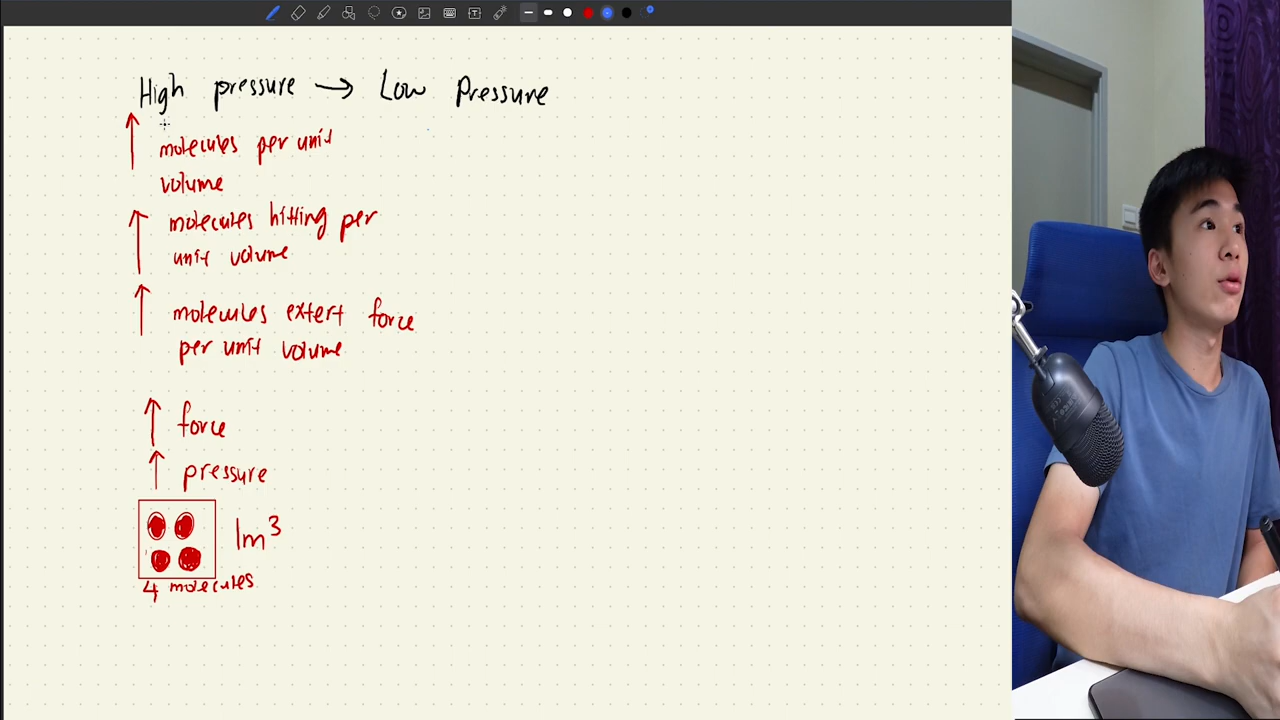 High pressure → Low Pressure
↑ molecules per unit
volume
↑ molecules hitting per
unit volume
↑ molecules extert force
per unit volume
↑ force
↑ pressure
1m³
4 molecules